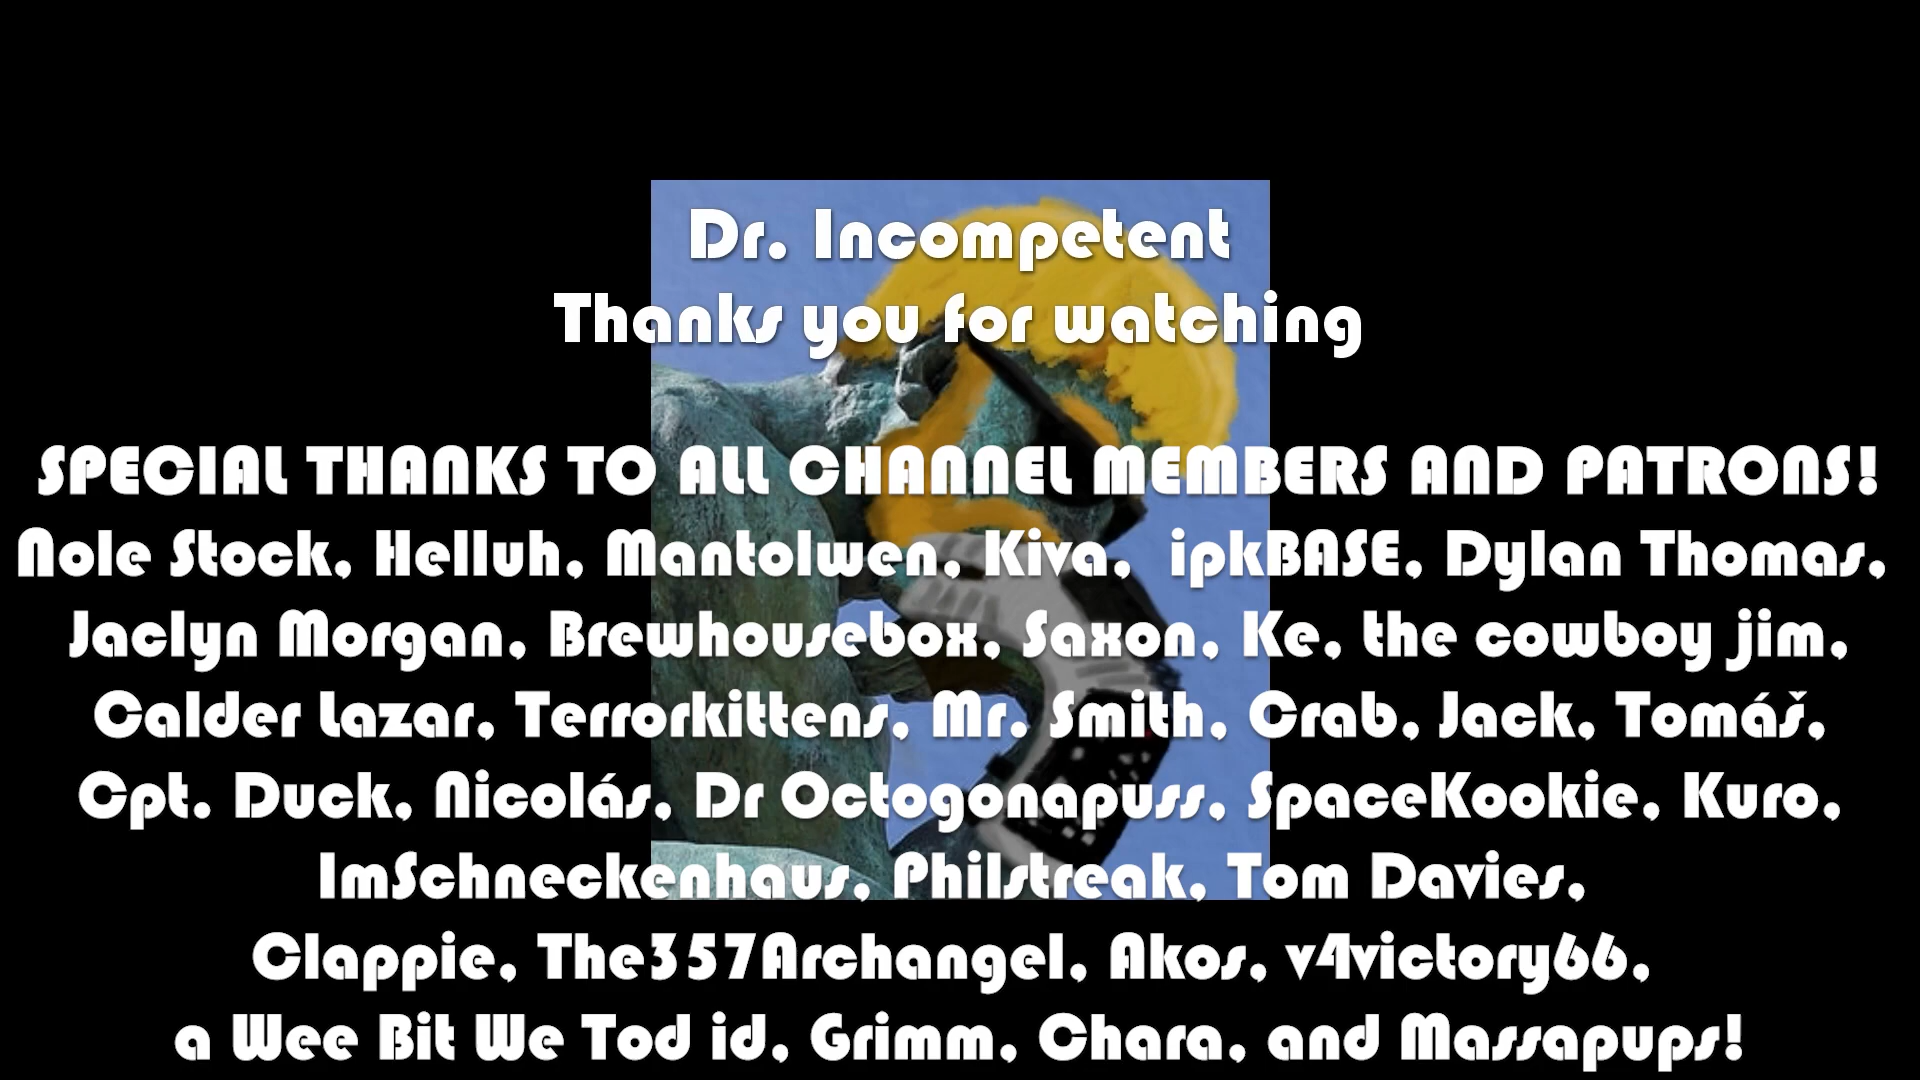 Dr. Incompetent
Thanks you for watching
SPECIAL THANKS TO ALL CHANNEL MEMBERS AND PATRONS!
Nole Stock, Helluh, Mantolwen, Kiva, ipkBASE, Dylan Thomas,
Jaclyn Morgan, Brewhousebox, Saxon, Ke, the cowboy jim,
Calder Lazar, Terrorkittens, Mr. Smith, Crab, Jack, Tomáš,
Cpt. Duck, Nicolás, Dr Octogonapuss, SpaceKookie, Kuro,
ImSchneckenhaus, Philstreak, Tom Davies,
Clappie, The357Archangel, Akos, v4victory66,
a Wee Bit We Tod id, Grimm, Chara, and Massapups!